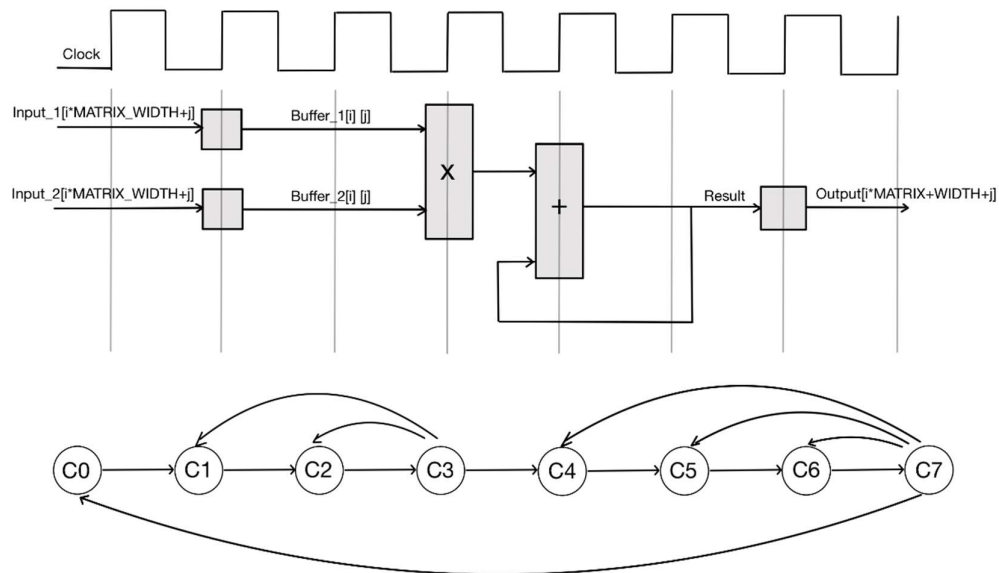 Clock
Input_1[i*MATRIX_WIDTH+j]
Buffer_1[i] [j]
X
+
Input_2[i*MATRIX_WIDTH+j]
Buffer_2[i] [j]
Result
Output[i*MATRIX+WIDTH+j]
C0
C1
C2
C3
C4
C5
C6
C7